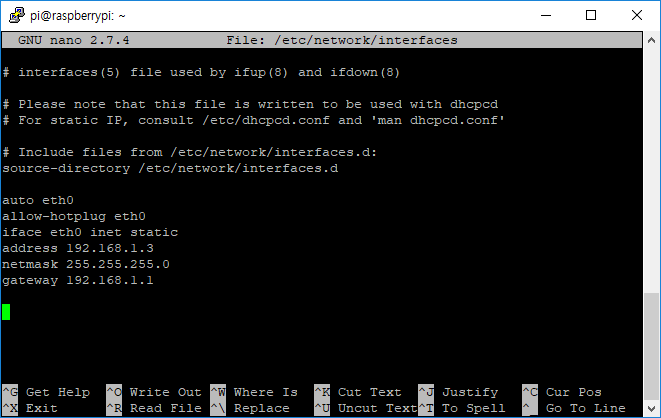 pi@raspberrypi: ~
GNU nano 2.7.4 File: /etc/network/interfaces
# interfaces(5) file used by ifup(8) and ifdown(8)
# Please note that this file is written to be used with dhcpcd
# For static IP, consult /etc/dhcpcd.conf and 'man dhcpcd.conf'
# Include files from /etc/network/interfaces.d:
source-directory /etc/network/interfaces.d
auto eth0
allow-hotplug eth0
iface eth0 inet static
address 192.168.1.3
netmask 255.255.255.0
gateway 192.168.1.1
^G Get Help ^O Write Out ^W Where Is ^K Cut Text ^J Justify ^C Cur Pos
^X Exit ^R Read File ^\ Replace ^U Uncut Text^T To Spell ^_ Go To Line